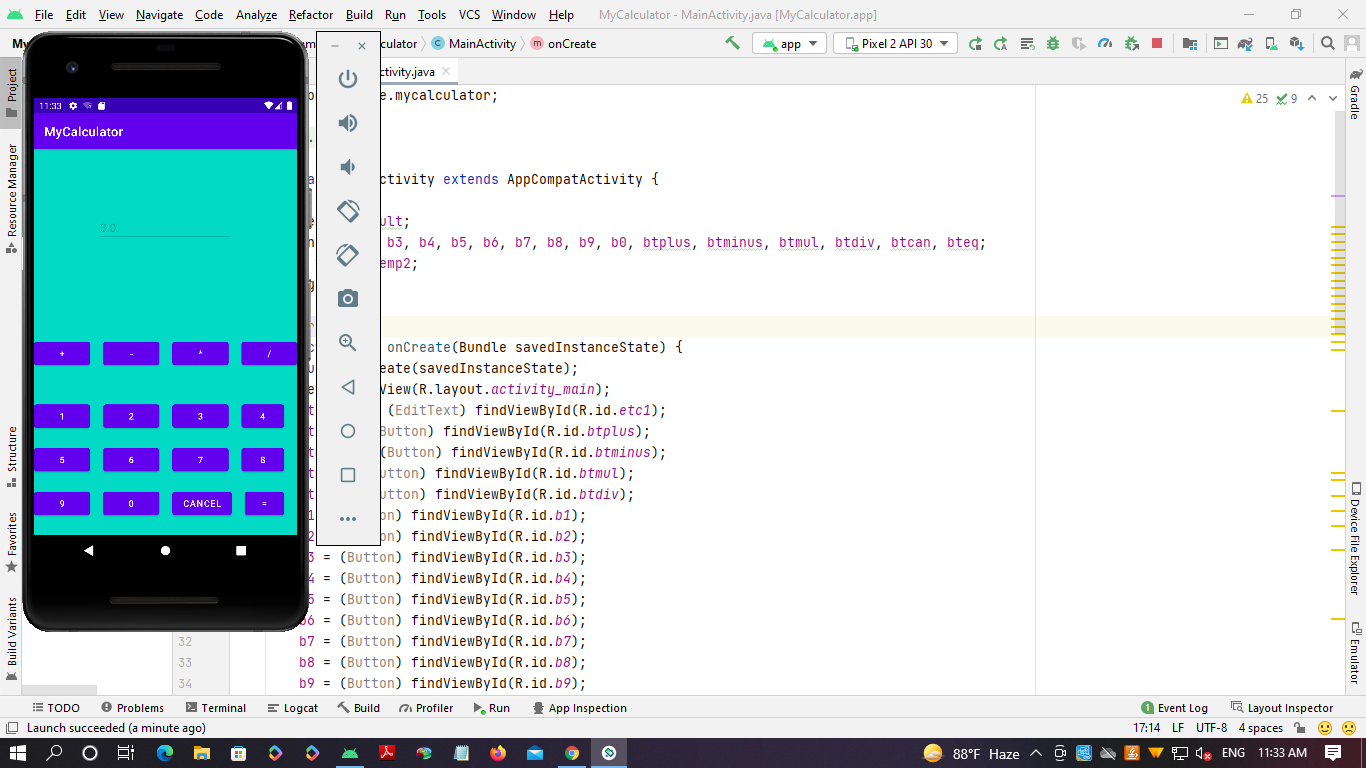 File Edit View Navigate Code Analyze Refactor Build Run Tools VCS Window Help MyCalculator - MainActivity.java [MyCalculator.app]
My culator MainActivity onCreate app Pixel 2 API 30
ctivity.java
e.mycalculator;
25 9
ctivity extends AppCompatActivity {
ult;
b3, b4, b5, b6, b7, b8, b9, b0, btplus, btminus, btmul, btdiv, btcan, bteq;
emp2;
onCreate(Bundle savedInstanceState) {
eate(savedInstanceState);
View(R.layout.activity_main);
(EditText) findViewById(R.id.etc1);
Button) findViewById(R.id.btplus);
(Button) findViewById(R.id.btminus);
utton) findViewById(R.id.btmul);
utton) findViewById(R.id.btdiv);
1 on) findViewById(R.id.b1);
2 on) findViewById(R.id.b2);
3 = (Button) findViewById(R.id.b3);
4 = (Button) findViewById(R.id.b4);
5 = (Button) findViewById(R.id.b5);
b6 = (Button) findViewById(R.id.b6);
32 b7 = (Button) findViewById(R.id.b7);
33 b8 = (Button) findViewById(R.id.b8);
34 b9 = (Button) findViewById(R.id.b9);
11:33
MyCalculator
3.0
+ - * /
1 2 3 4
5 6 7 8
9 0 CANCEL =
Project
Resource Manager
Structure
Favorites
Build Variants
Gradle
Device File Explorer
Emulator
TODO Problems Terminal Logcat Build Profiler Run App Inspection 1 Event Log Layout Inspector
Launch succeeded (a minute ago) 17:14 LF UTF-8 4 spaces
88°F Haze ENG 11:33 AM